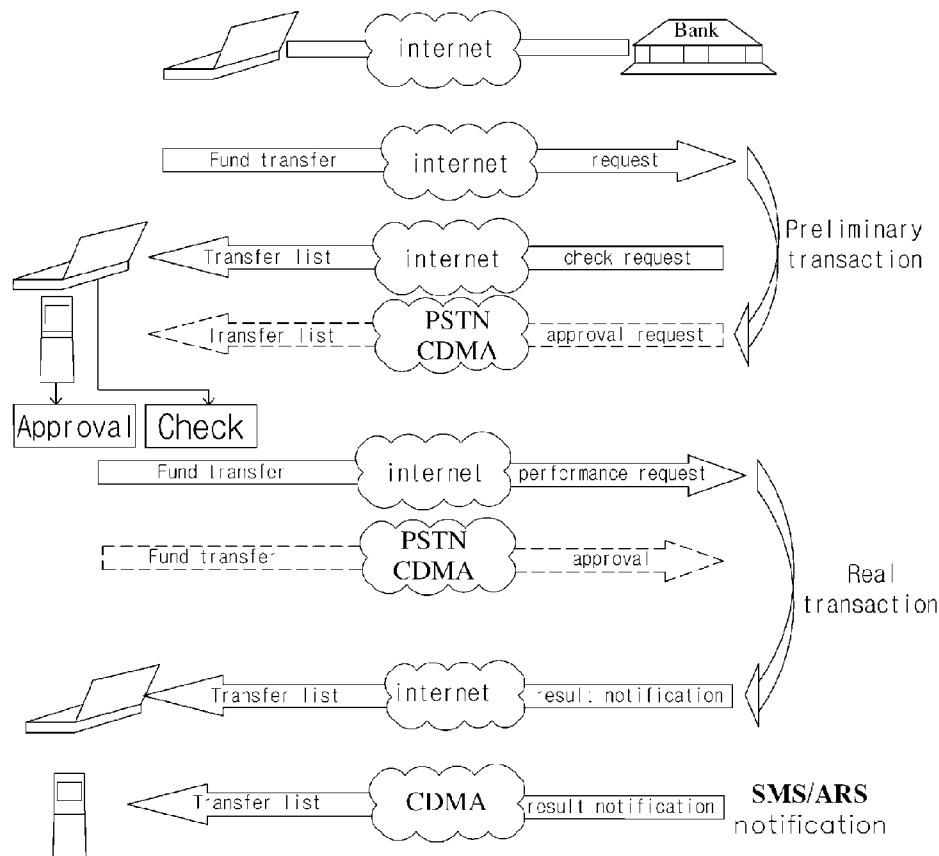 internet
Bank
Fund transfer internet request
Preliminary
transaction
Transfer list internet check request
Transfer list PSTN
CDMA approval request
Approval Check
Fund transfer internet performance request
Fund transfer PSTN
CDMA approval
Real
transaction
Transfer list internet result notification
Transfer list CDMA result notification
SMS/ARS
notification